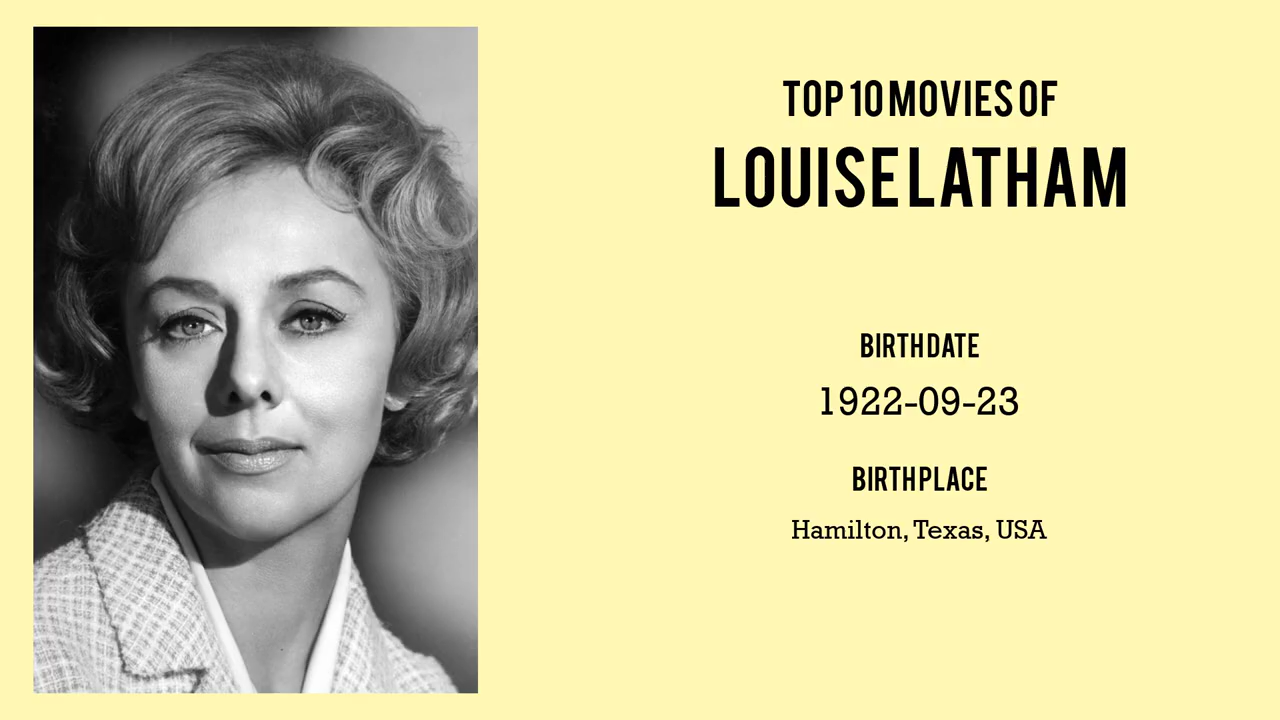 TOP 10 MOVIES OF
LOUISE LATHAM
BIRTHDATE
1922-09-23
BIRTHPLACE
Hamilton, Texas, USA